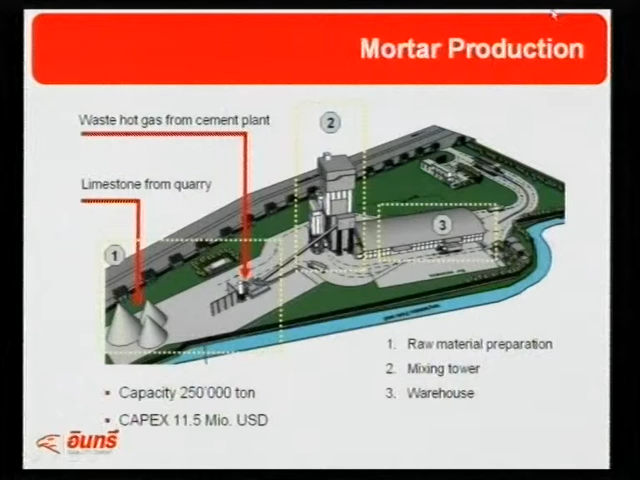 Mortar Production
Waste hot gas from cement plant
Limestone from quarry
1
2
3
1. Raw material preparation
2. Mixing tower
3. Warehouse
▪ Capacity 250'000 ton
▪ CAPEX 11.5 Mio. USD
อินทรี